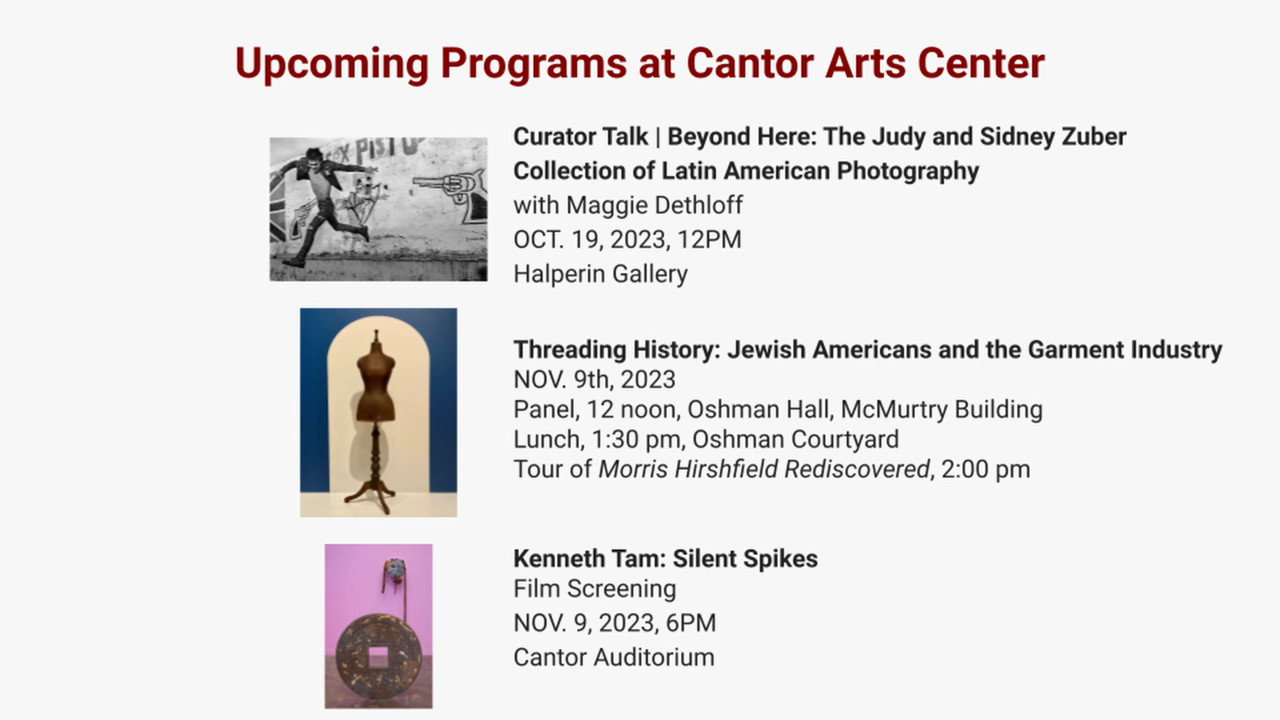 Upcoming Programs at Cantor Arts Center
Curator Talk | Beyond Here: The Judy and Sidney Zuber
Collection of Latin American Photography
with Maggie Dethloff
OCT. 19, 2023, 12PM
Halperin Gallery
Threading History: Jewish Americans and the Garment Industry
NOV. 9th, 2023
Panel, 12 noon, Oshman Hall, McMurtry Building
Lunch, 1:30 pm, Oshman Courtyard
Tour of Morris Hirshfield Rediscovered, 2:00 pm
Kenneth Tam: Silent Spikes
Film Screening
NOV. 9, 2023, 6PM
Cantor Auditorium